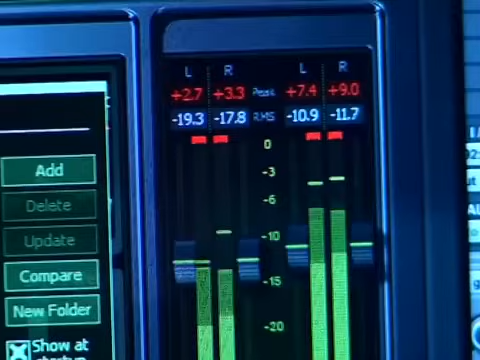 L R L R
+2.7 +3.3 Peak +7.4 +9.0
-19.3 -17.8 RMS -10.9 -11.7
0
-3
-6
-10
-15
-20
Add
Delete
Update
Compare
New Folder
Show at
startup